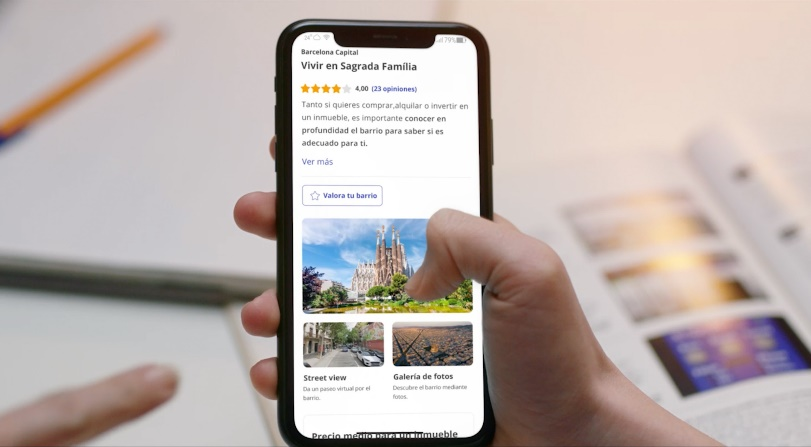 79%
Barcelona Capital
Vivir en Sagrada Família
4,00 (23 opiniones)
Tanto si quieres comprar,alquilar o invertir en
un inmueble, es importante conocer en
profundidad el barrio para saber si es
adecuado para ti.
Ver más
Valora tu barrio
Street view
Da un paseo virtual por el
barrio.
Galería de fotos
Descubre el barrio mediante
fotos.
Precio medio para un inmueble